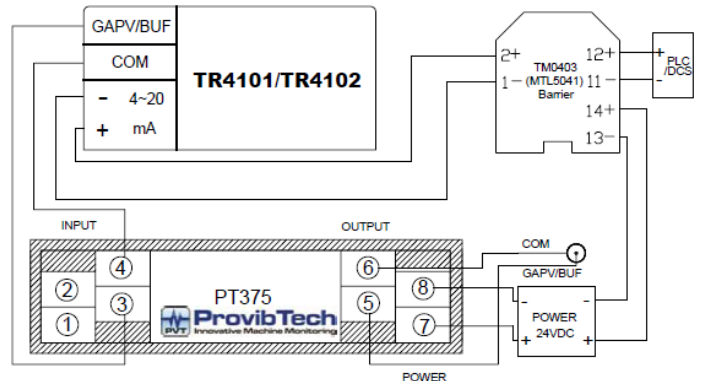 GAPV/BUF
COM
- 4~20
+ mA
TR4101/TR4102
2+
1-
TM0403
(MTL5041)
Barrier
12+
11-
14+
13-
+
-
PLC
/DCS
INPUT
OUTPUT
4
2
3
1
PT375
PVT
ProvibTech
Innovative Machine Monitoring
6
5
8
7
COM
GAPV/BUF
- -
POWER
24VDC
+ +
POWER